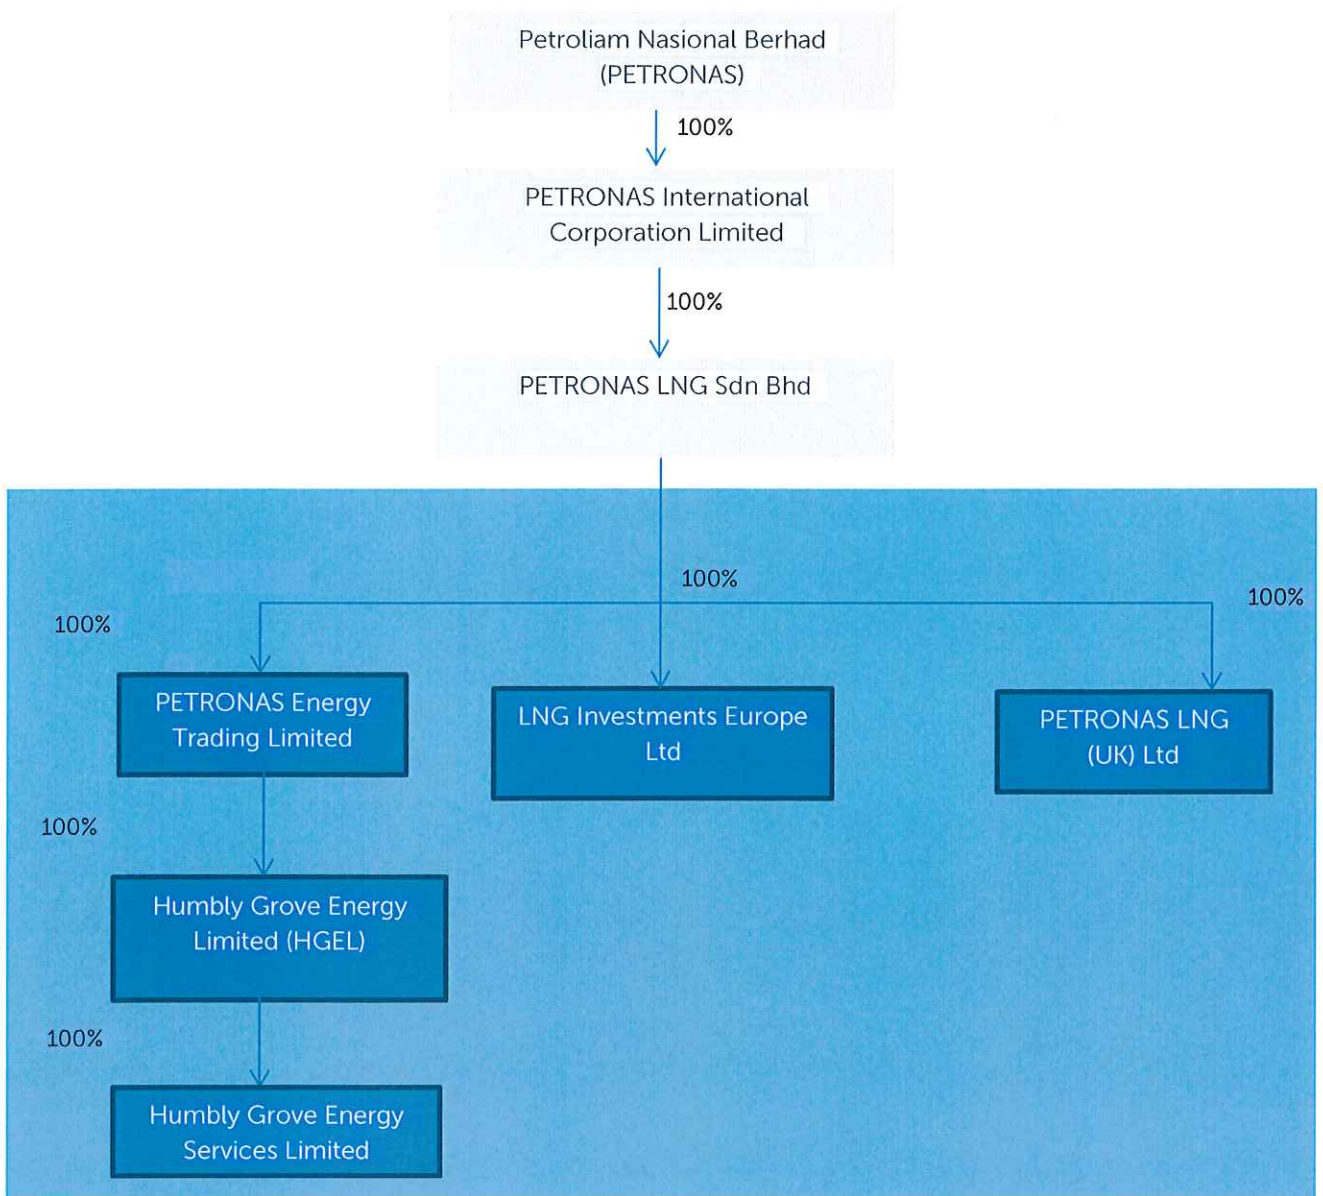 Petroliam Nasional Berhad
(PETRONAS)
100%
PETRONAS International
Corporation Limited
100%
PETRONAS LNG Sdn Bhd
100%
100%
100%
PETRONAS Energy
Trading Limited
LNG Investments Europe
Ltd
PETRONAS LNG
(UK) Ltd
100%
Humbly Grove Energy
Limited (HGEL)
100%
Humbly Grove Energy
Services Limited